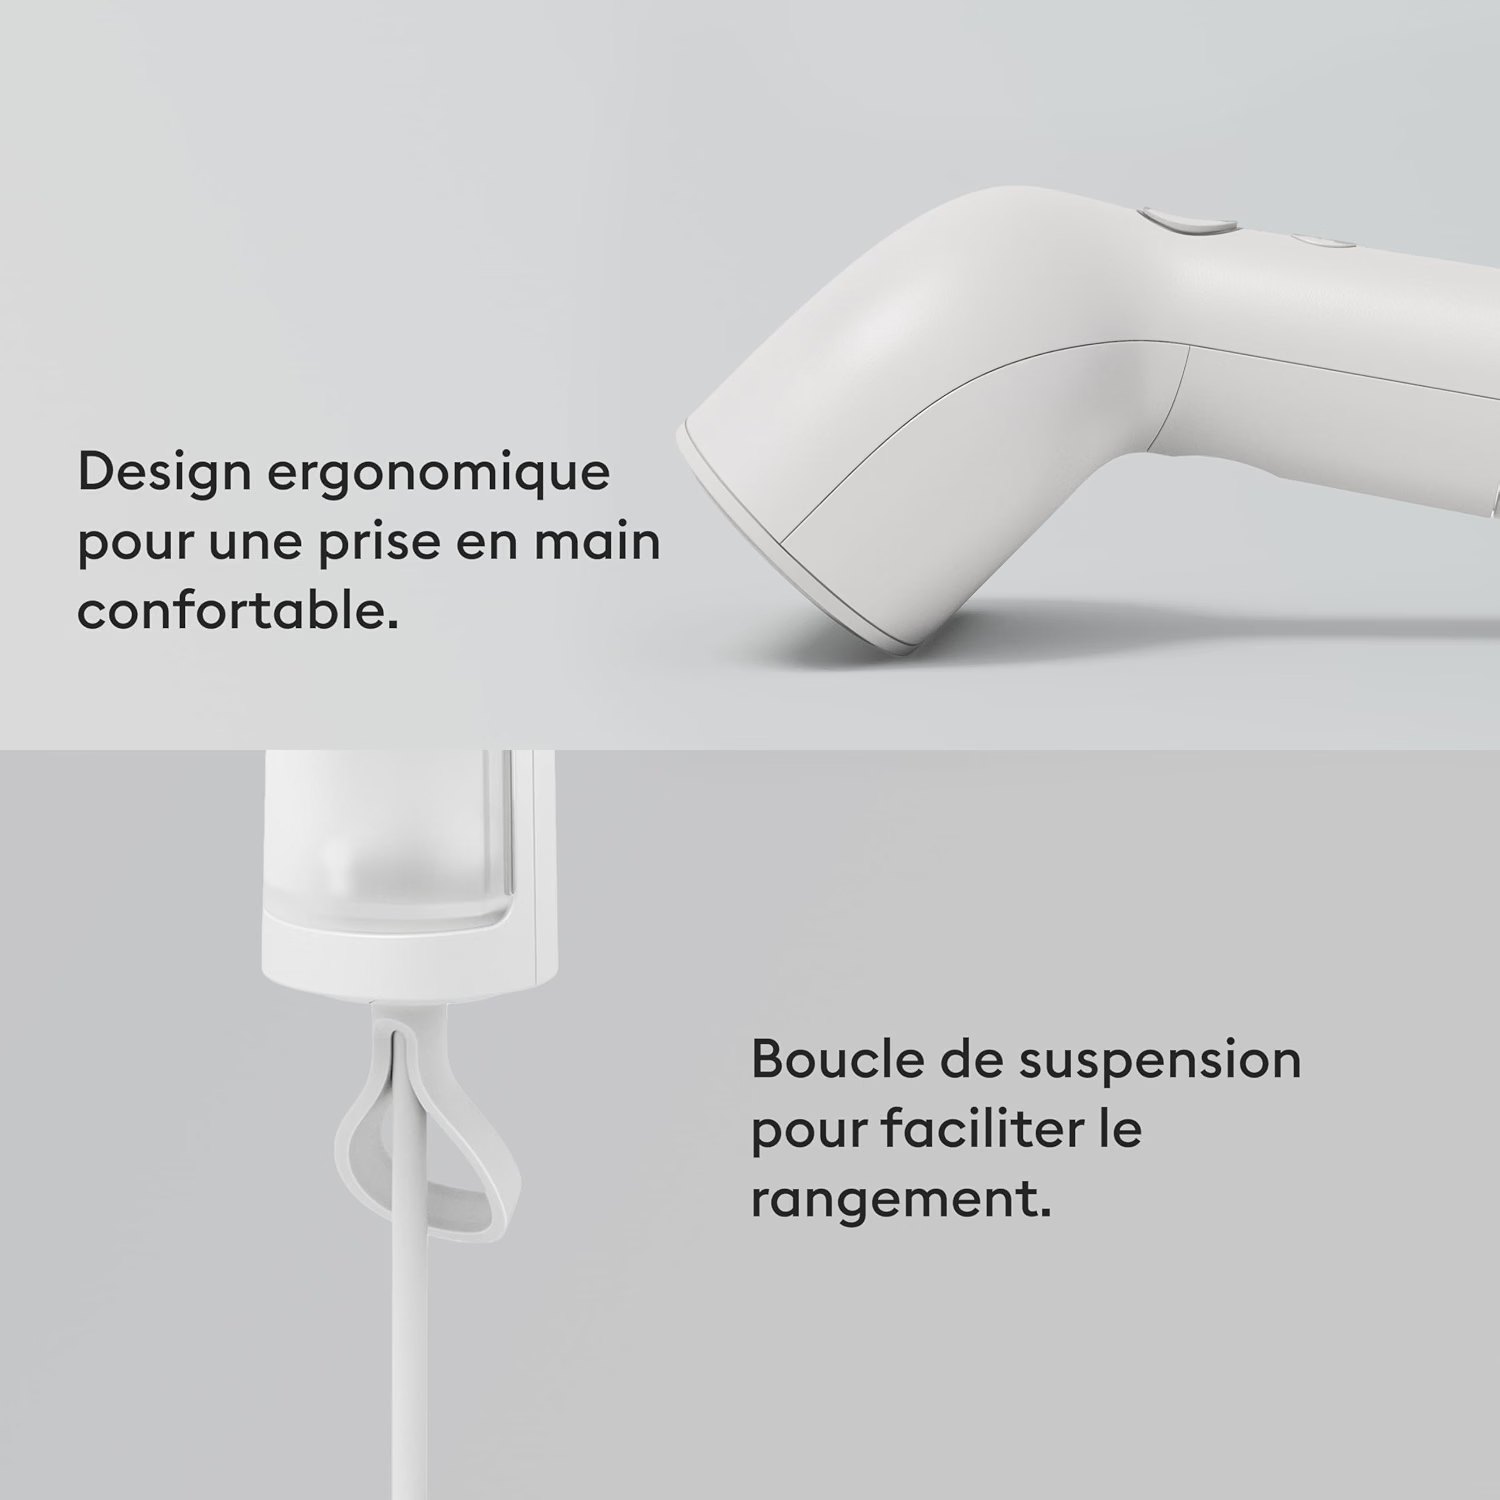 Design ergonomique
pour une prise en main
confortable.
Boucle de suspension
pour faciliter le
rangement.